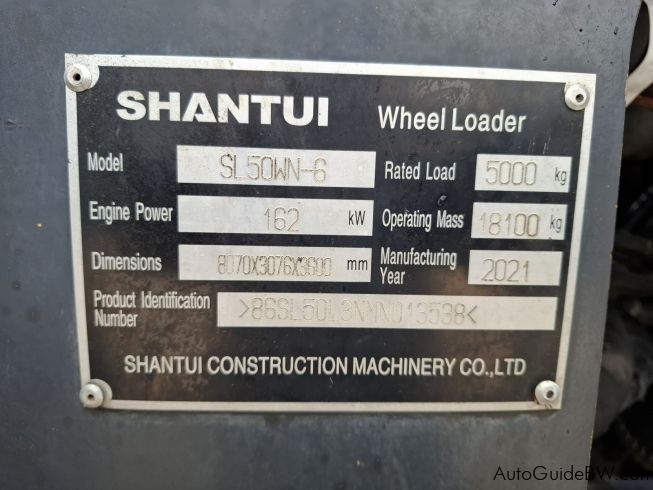 SHANTUI Wheel Loader
Model SL50WN-6 Rated Load 5000 kg
Engine Power 162 kW Operating Mass 18100 kg
Dimensions 8070X3076X3600 mm Manufacturing Year 2021
Product Identification
Number
SHANTUI CONSTRUCTION MACHINERY CO.,LTD
AutoGuideBW.com